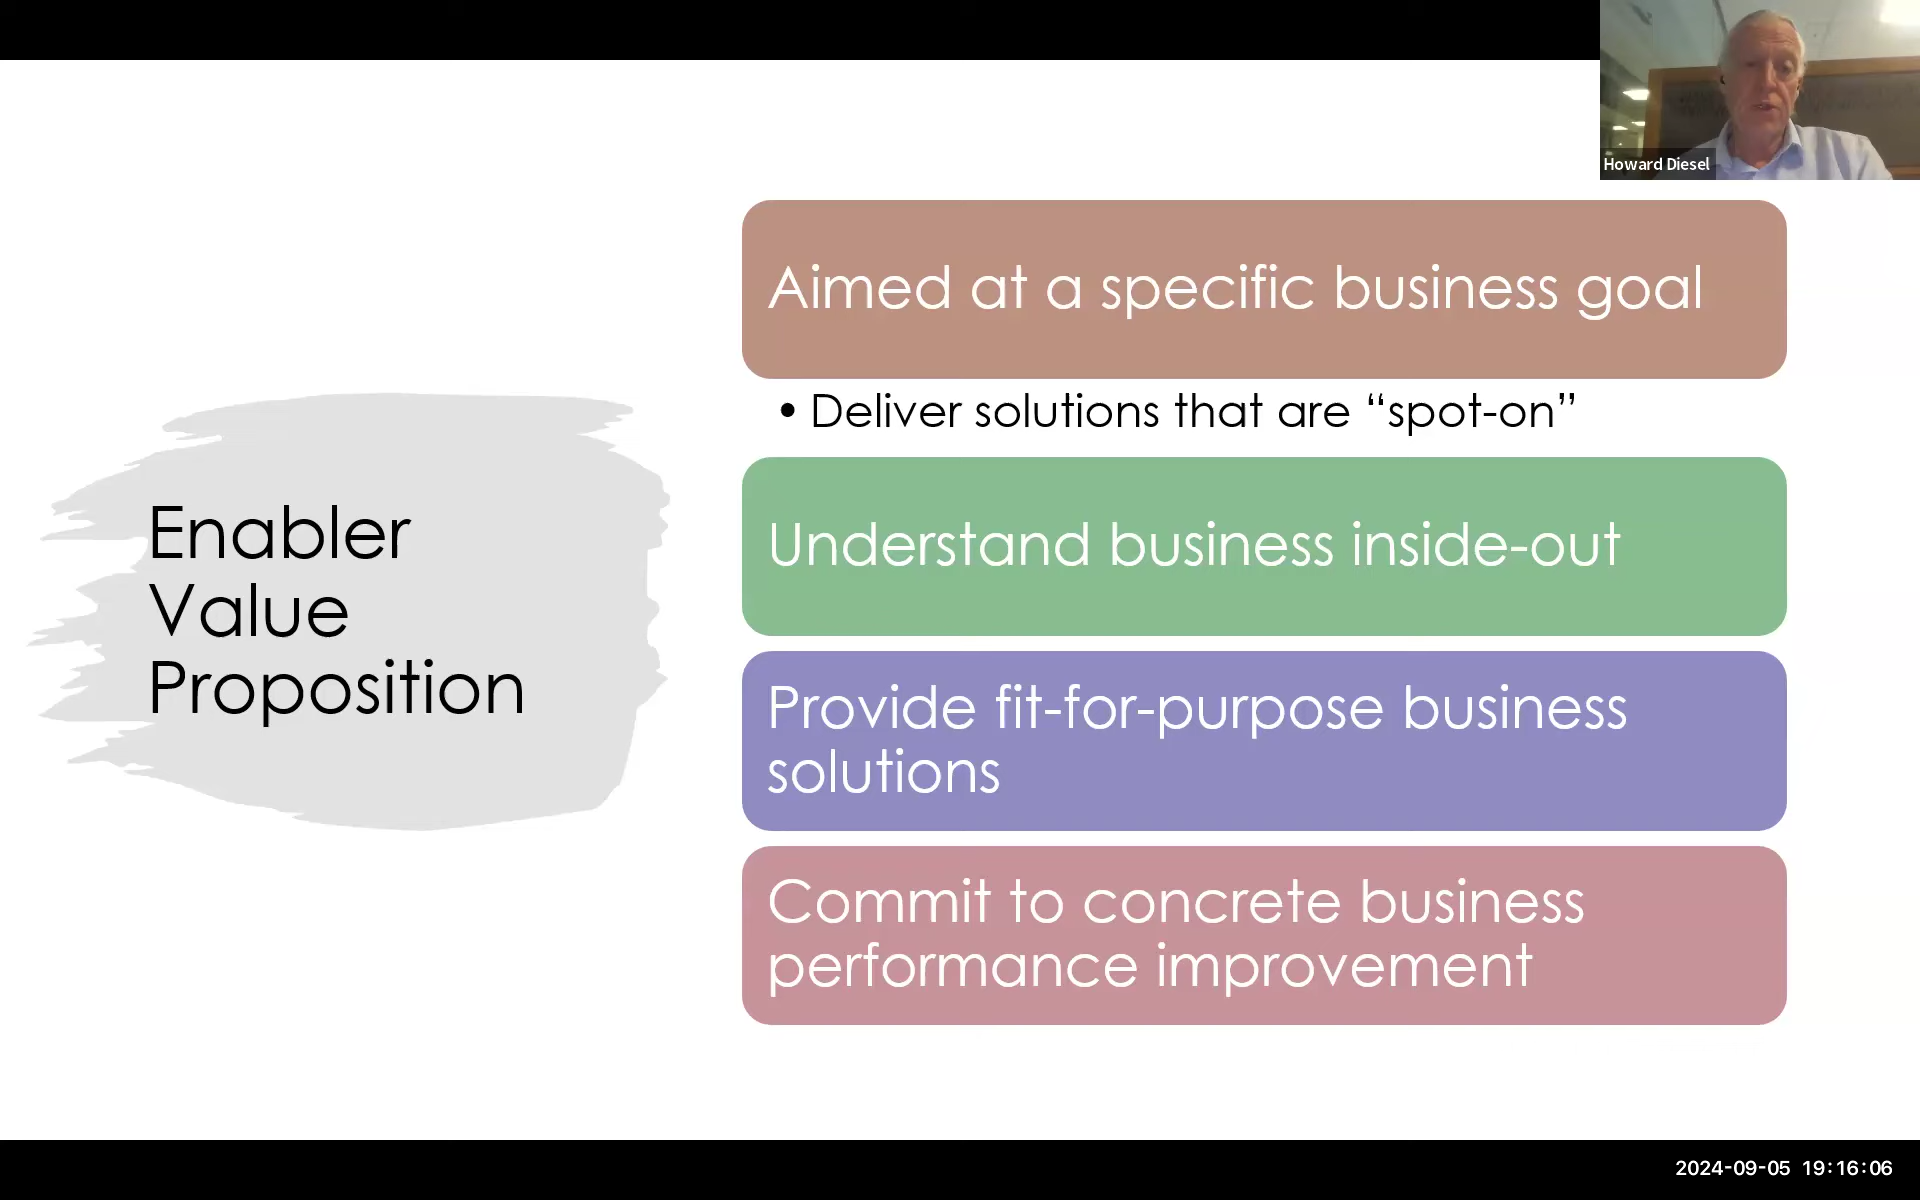 Howard Diesel
Enabler
Value
Proposition
Aimed at a specific business goal
• Deliver solutions that are “spot-on”
Understand business inside-out
Provide fit-for-purpose business
solutions
Commit to concrete business
performance improvement
2024-09-05 19:16:06